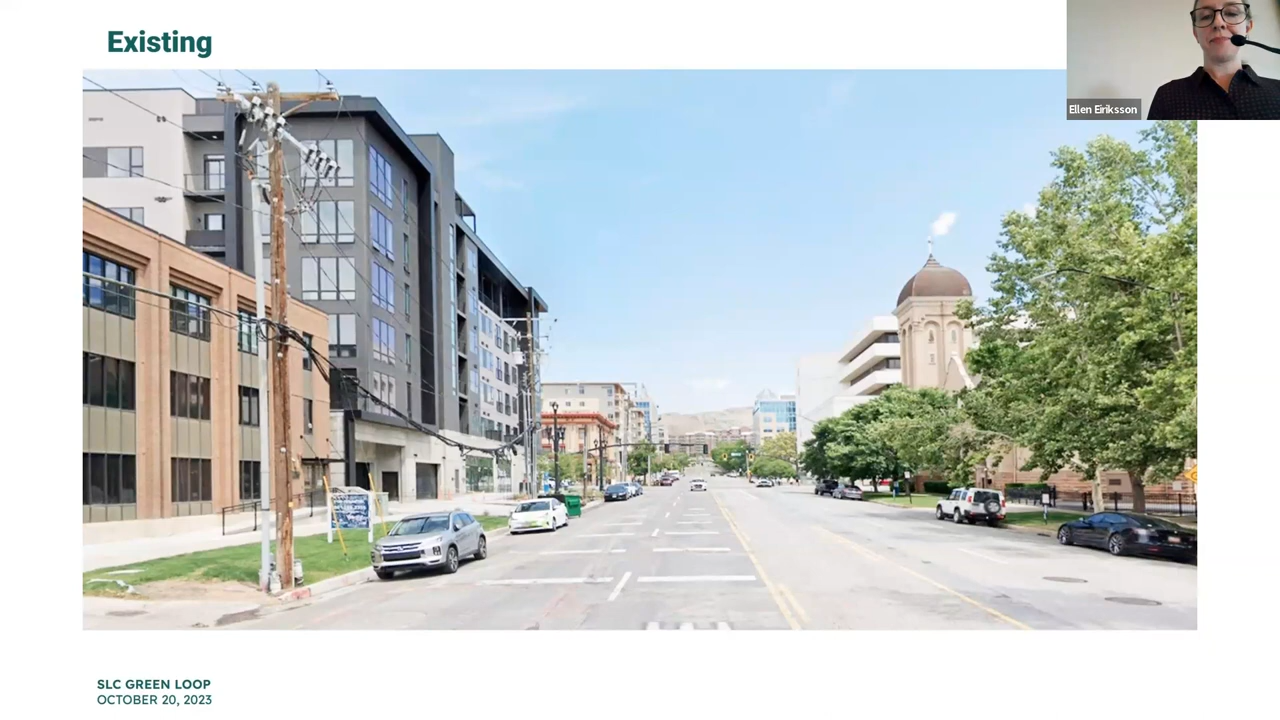 Existing
Ellen Eiriksson
SLC GREEN LOOP
OCTOBER 20, 2023